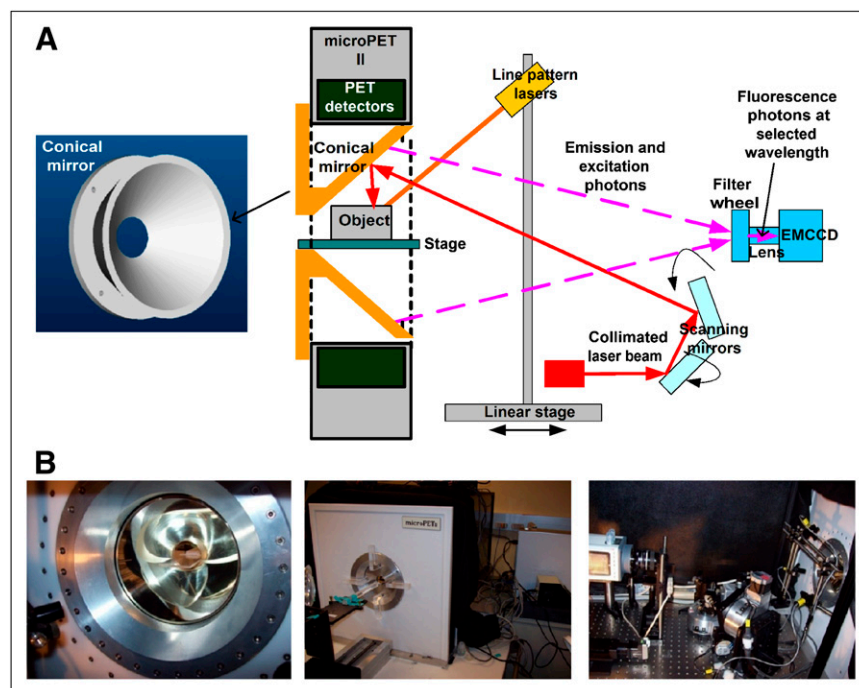 A
microPET
II
PET
detectors
Line pattern
lasers
Fluorescence
photons at
selected
wavelength
Conical
mirror
Conical
mirror
Emission and
excitation
photons
Filter
wheel
Object
EMCCD
Lens
Stage
Collimated
laser beam
Scanning
mirrors
Linear stage
B
microPETII